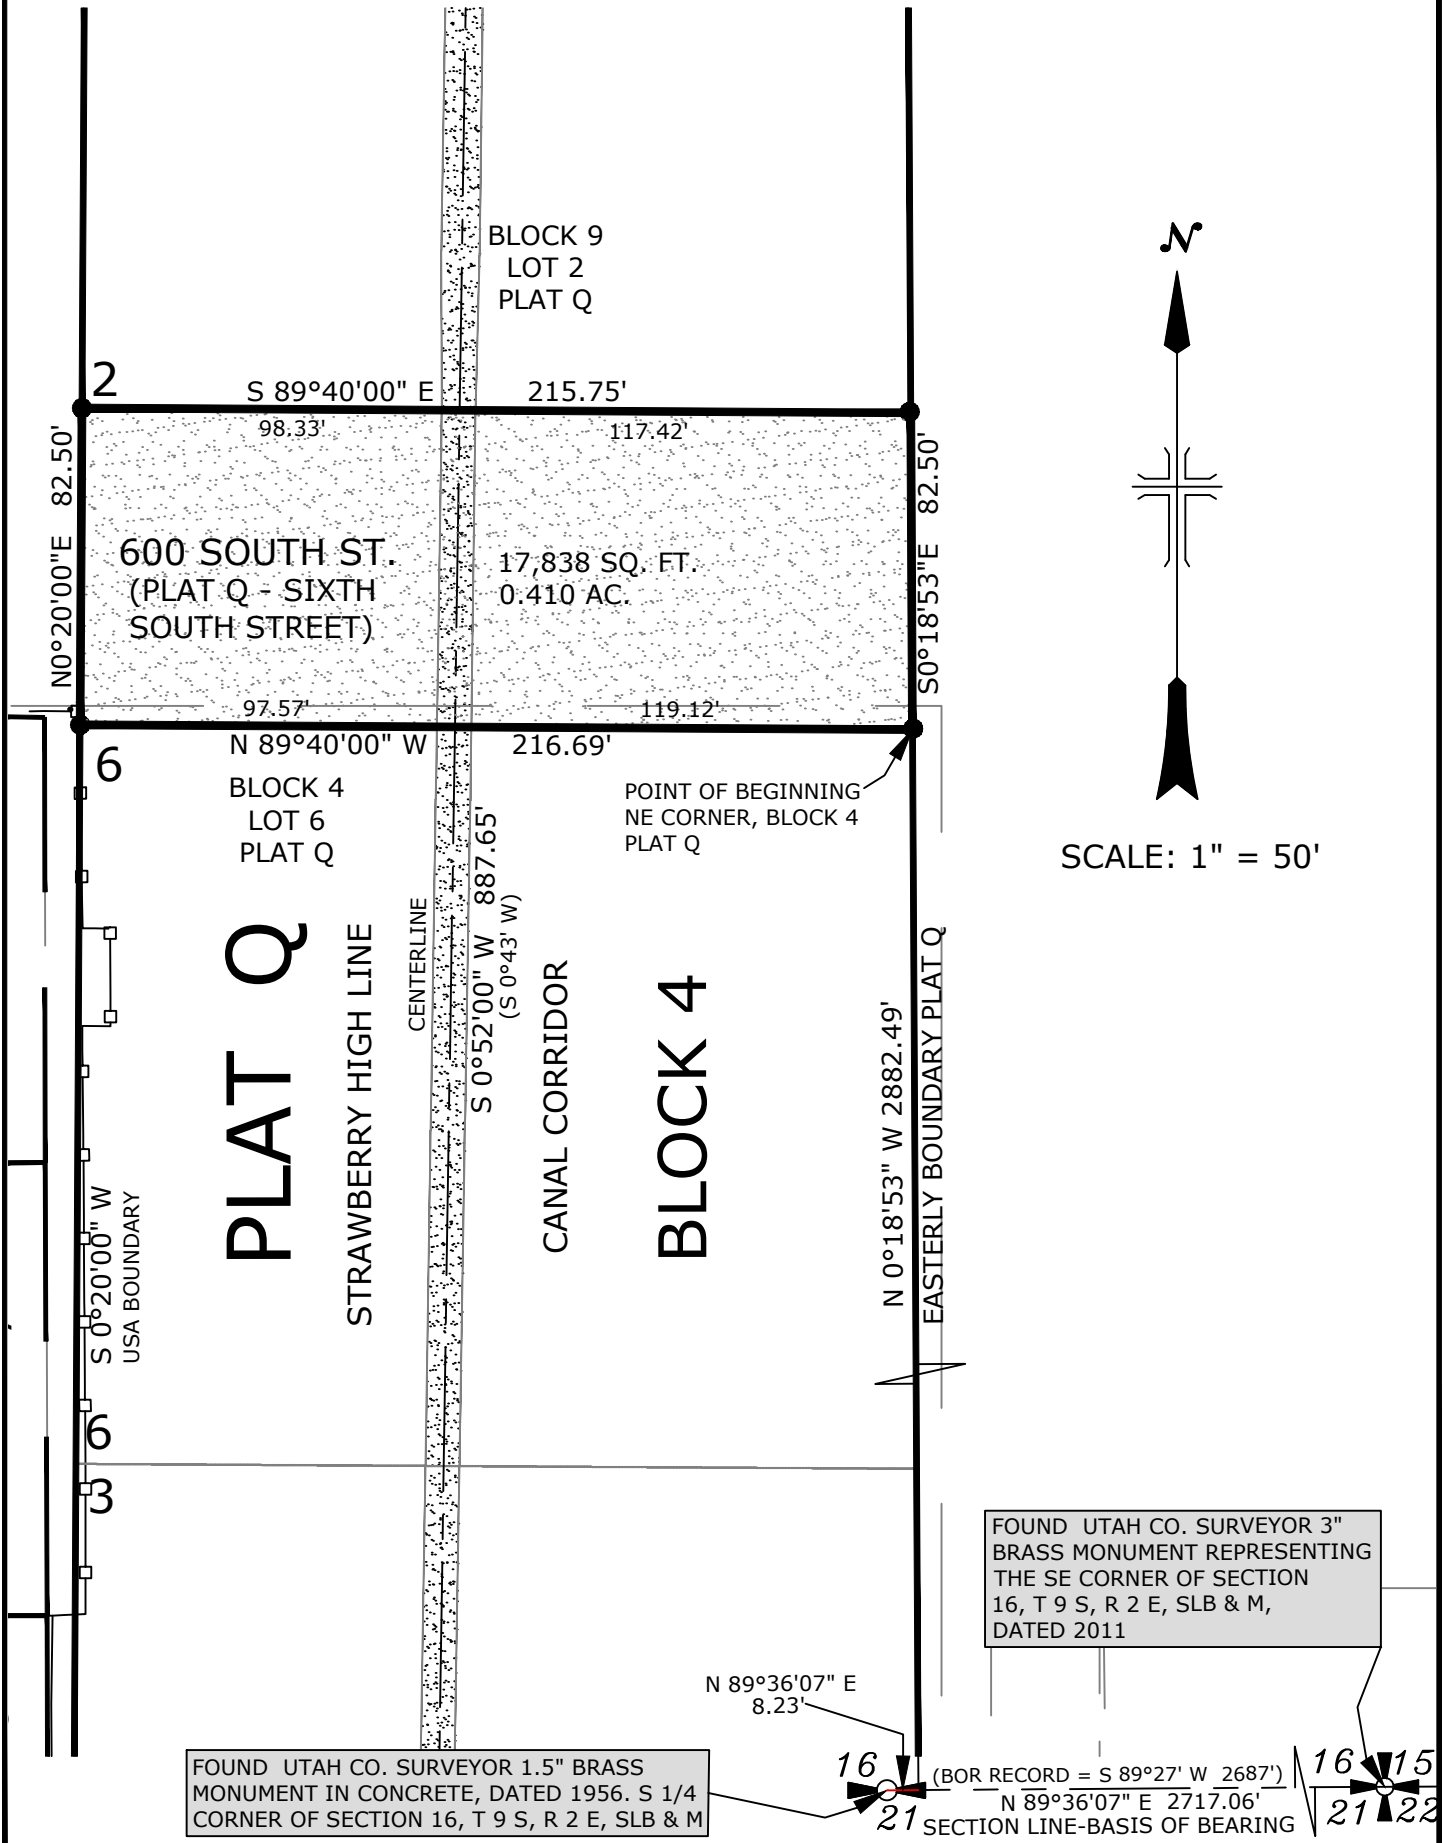 BLOCK 9
LOT 2
PLAT Q
N
2
S 89°40'00" E 215.75'
98.33' 117.42'
N0°20'00"E 82.50'
S0°18'53"E 82.50'
600 SOUTH ST.
(PLAT Q - SIXTH
SOUTH STREET)
17,838 SQ. FT.
0.410 AC.
97.57' 119.12'
N 89°40'00" W 216.69'
6
BLOCK 4
LOT 6
PLAT Q
POINT OF BEGINNING
NE CORNER, BLOCK 4
PLAT Q
SCALE: 1" = 50'
PLAT Q
STRAWBERRY HIGH LINE
CENTERLINE
S 0°52'00" W 887.65'
(S 0°43' W)
CANAL CORRIDOR
BLOCK 4
N 0°18'53" W 2882.49'
EASTERLY BOUNDARY PLAT Q
S 0°20'00" W
USA BOUNDARY
6
3
FOUND UTAH CO. SURVEYOR 3"
BRASS MONUMENT REPRESENTING
THE SE CORNER OF SECTION
16, T 9 S, R 2 E, SLB & M,
DATED 2011
N 89°36'07" E
8.23'
FOUND UTAH CO. SURVEYOR 1.5" BRASS
MONUMENT IN CONCRETE, DATED 1956. S 1/4
CORNER OF SECTION 16, T 9 S, R 2 E, SLB & M
16
21
(BOR RECORD = S 89°27' W 2687')
N 89°36'07" E 2717.06'
SECTION LINE-BASIS OF BEARING
16 15
21 22